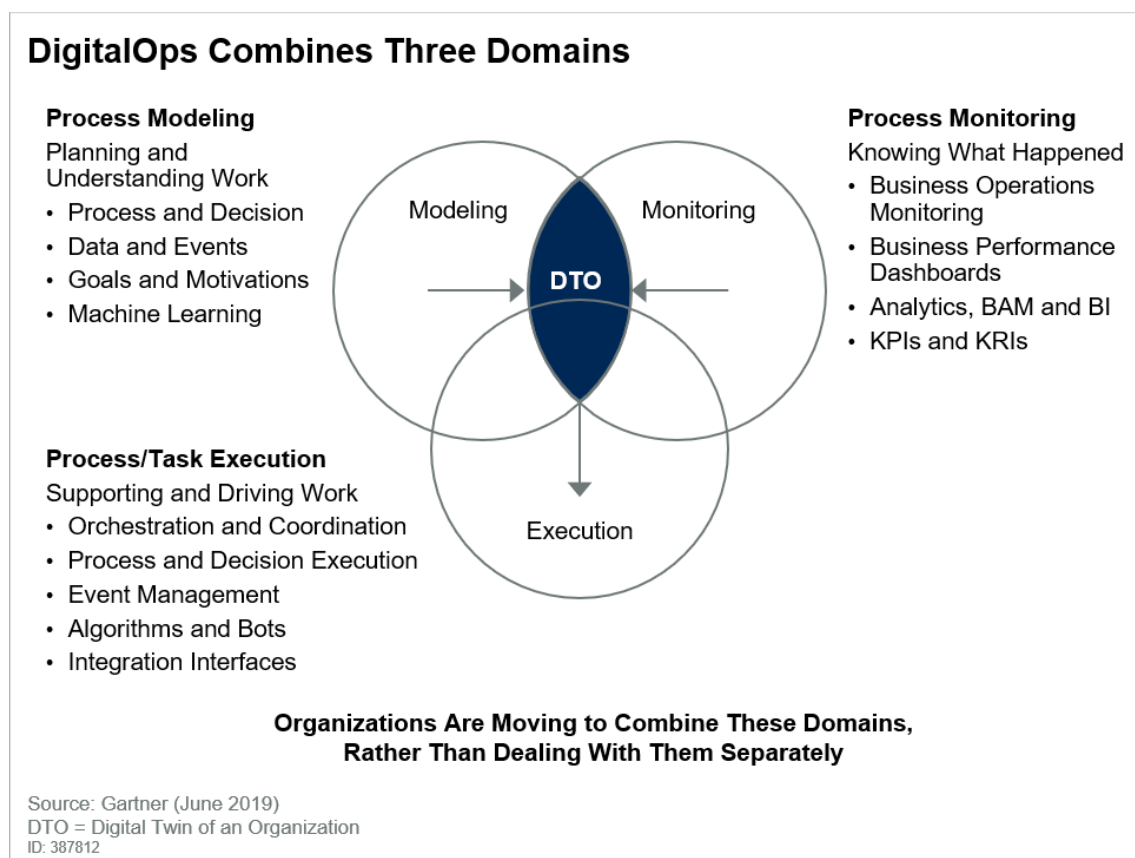 DigitalOps Combines Three Domains
Process Modeling
Planning and
Understanding Work
• Process and Decision
• Data and Events
• Goals and Motivations
• Machine Learning
Modeling
Monitoring
DTO
Execution
Process Monitoring
Knowing What Happened
• Business Operations
Monitoring
• Business Performance
Dashboards
• Analytics, BAM and BI
• KPIs and KRIs
Process/Task Execution
Supporting and Driving Work
• Orchestration and Coordination
• Process and Decision Execution
• Event Management
• Algorithms and Bots
• Integration Interfaces
Organizations Are Moving to Combine These Domains,
Rather Than Dealing With Them Separately
Source: Gartner (June 2019)
DTO = Digital Twin of an Organization
ID: 387812